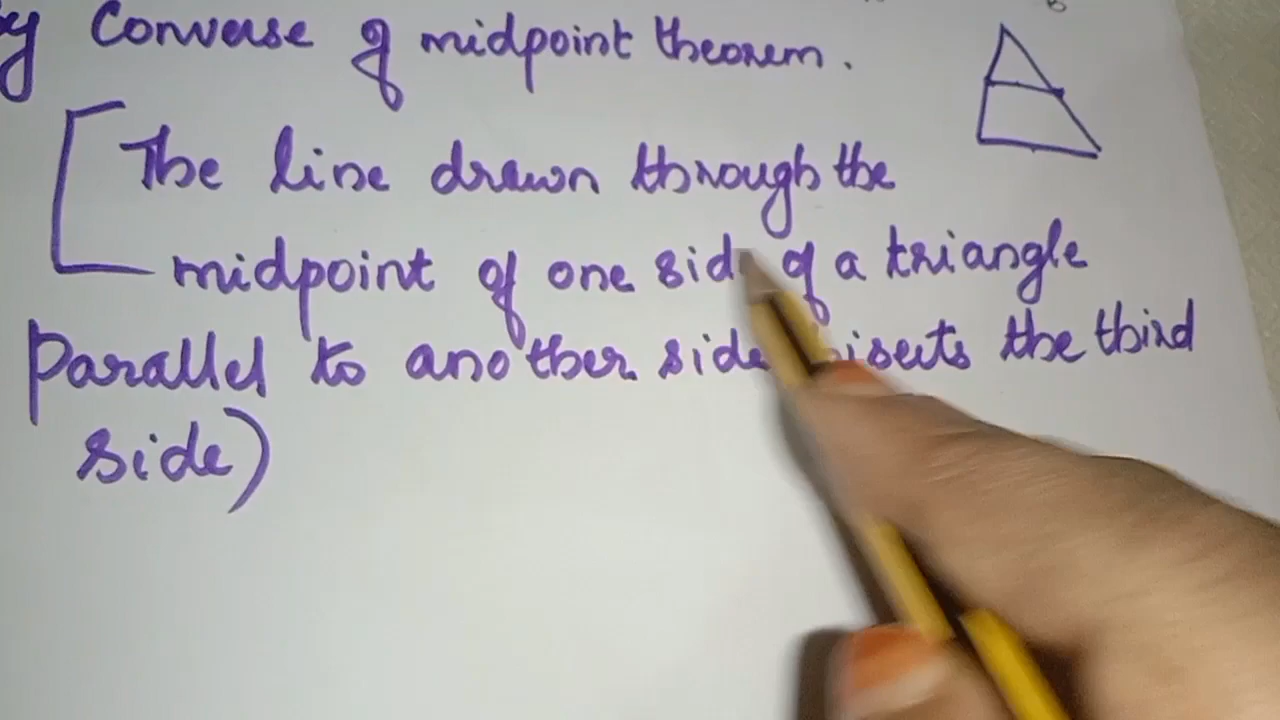 by Converse of midpoint theorem.
[The line drawn through the
midpoint of one side of a triangle
Parallel to another side bisects the third
side)